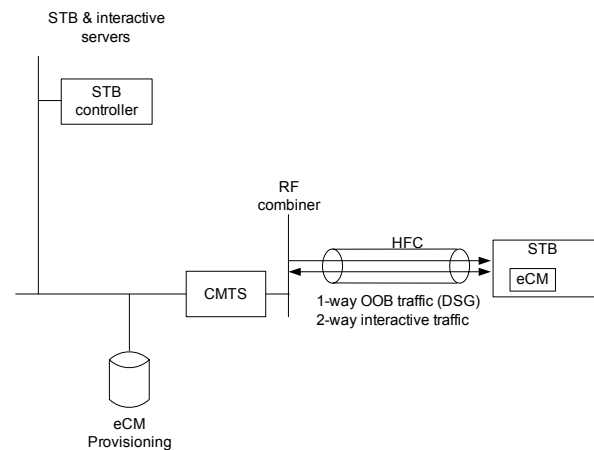 STB & interactive
servers
STB
controller
RF
combiner
HFC
STB
eCM
CMTS
1-way OOB traffic (DSG)
2-way interactive traffic
eCM
Provisioning